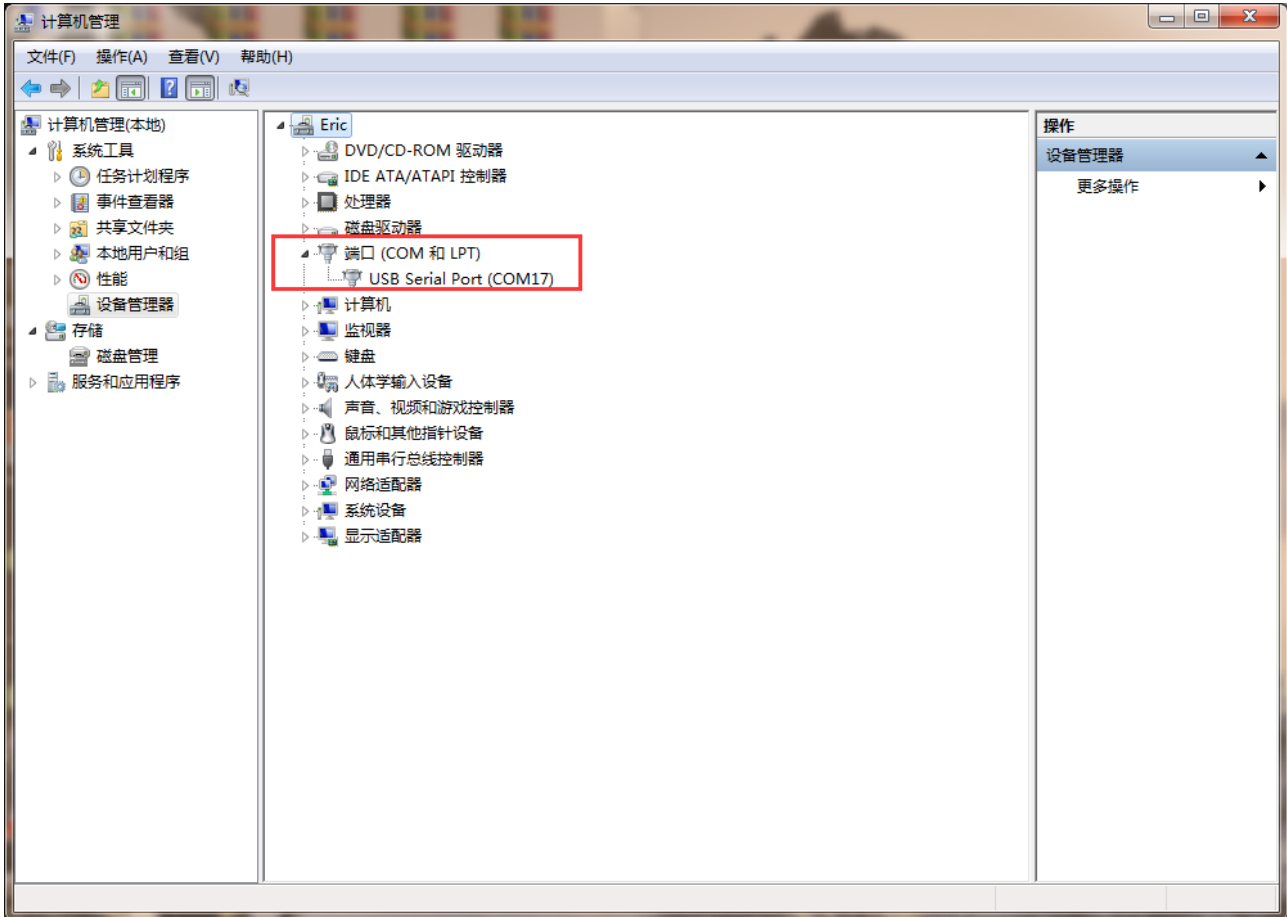 计算机管理
文件(F) 操作(A) 查看(V) 帮助(H)
计算机管理(本地)
系统工具
任务计划程序
事件查看器
共享文件夹
本地用户和组
性能
设备管理器
存储
磁盘管理
服务和应用程序
Eric
DVD/CD-ROM 驱动器
IDE ATA/ATAPI 控制器
处理器
磁盘驱动器
端口 (COM 和 LPT)
USB Serial Port (COM17)
计算机
监视器
键盘
人体学输入设备
声音、视频和游戏控制器
鼠标和其他指针设备
通用串行总线控制器
网络适配器
系统设备
显示适配器
操作
设备管理器
更多操作